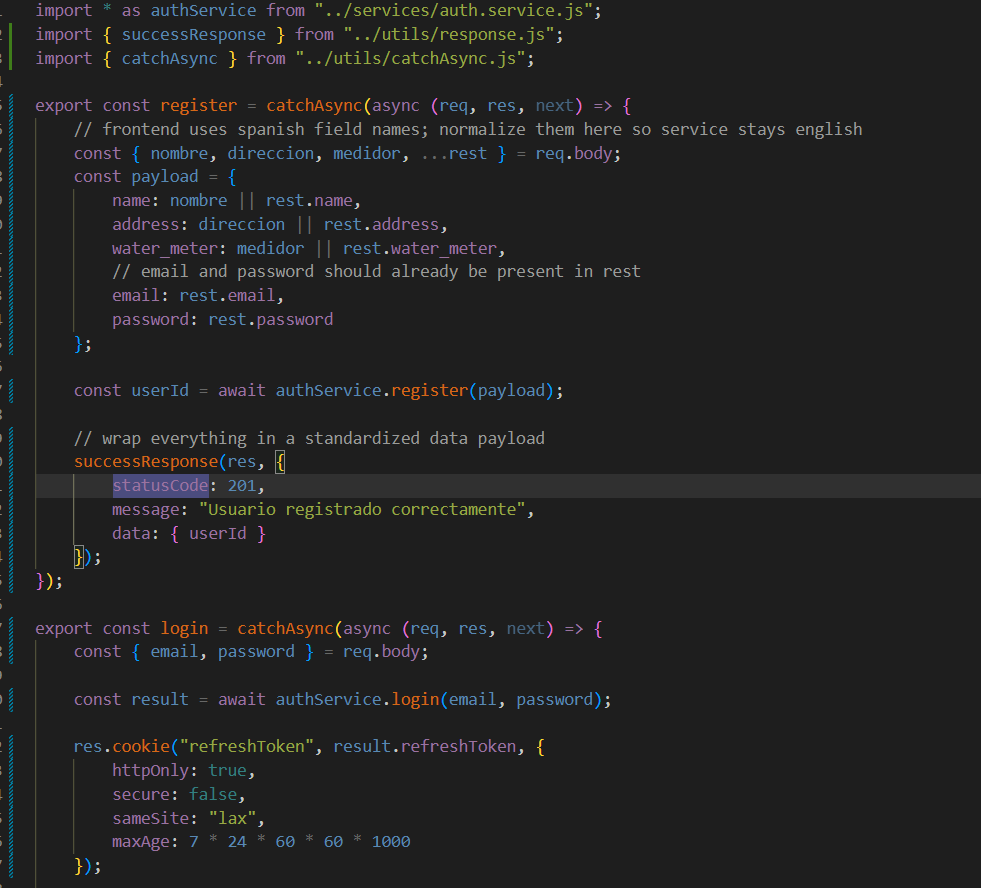 import * as authService from "../services/auth.service.js";
import { successResponse } from "../utils/response.js";
import { catchAsync } from "../utils/catchAsync.js";
export const register = catchAsync(async (req, res, next) => {
// frontend uses spanish field names; normalize them here so service stays english
const { nombre, direccion, medidor, ...rest } = req.body;
const payload = {
name: nombre || rest.name,
address: direccion || rest.address,
water_meter: medidor || rest.water_meter,
// email and password should already be present in rest
email: rest.email,
password: rest.password
};
const userId = await authService.register(payload);
// wrap everything in a standardized data payload
successResponse(res, {
statusCode: 201,
message: "Usuario registrado correctamente",
data: { userId }
});
});
export const login = catchAsync(async (req, res, next) => {
const { email, password } = req.body;
const result = await authService.login(email, password);
res.cookie("refreshToken", result.refreshToken, {
httpOnly: true,
secure: false,
sameSite: "lax",
maxAge: 7 * 24 * 60 * 60 * 1000
});